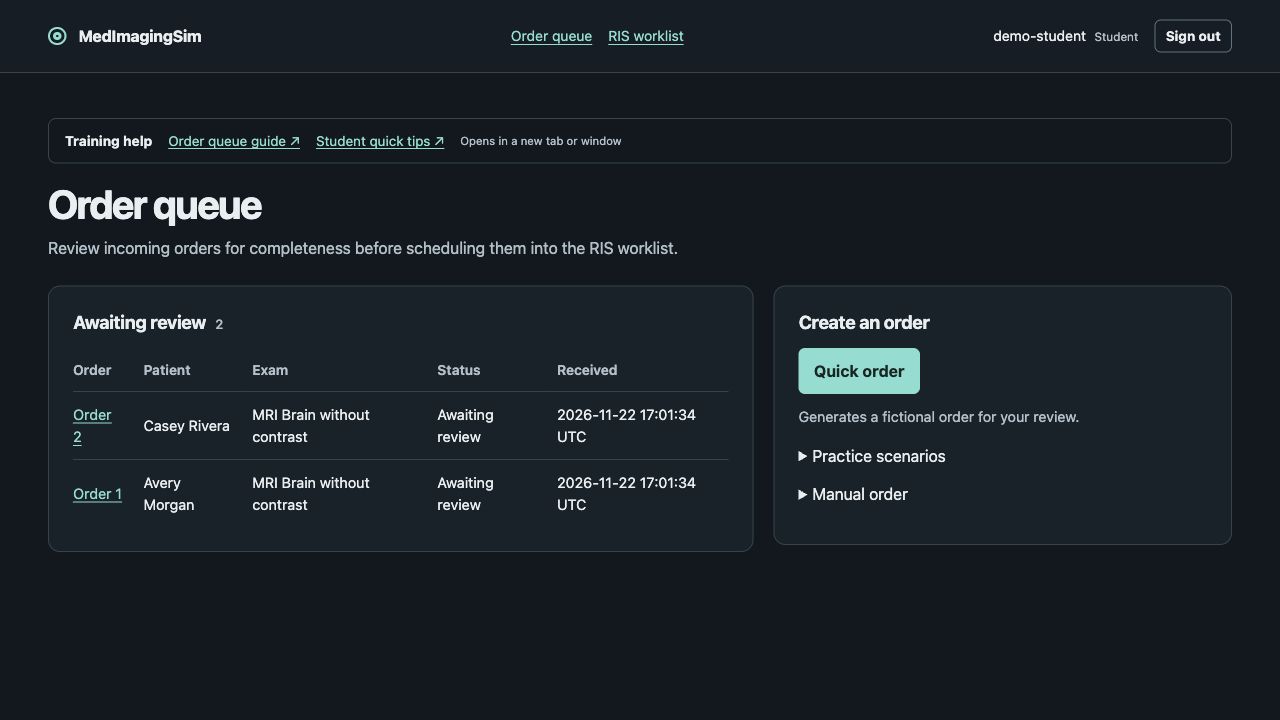 MedImagingSim
Order queue RIS worklist
demo-student Student Sign out
Training help Order queue guide ↗ Student quick tips ↗ Opens in a new tab or window
Order queue
Review incoming orders for completeness before scheduling them into the RIS worklist.
Awaiting review 2
Order Patient Exam Status Received
Order 2 Casey Rivera MRI Brain without contrast Awaiting review 2026-11-22 17:01:34 UTC
Order 1 Avery Morgan MRI Brain without contrast Awaiting review 2026-11-22 17:01:34 UTC
Create an order
Quick order
Generates a fictional order for your review.
Practice scenarios
Manual order